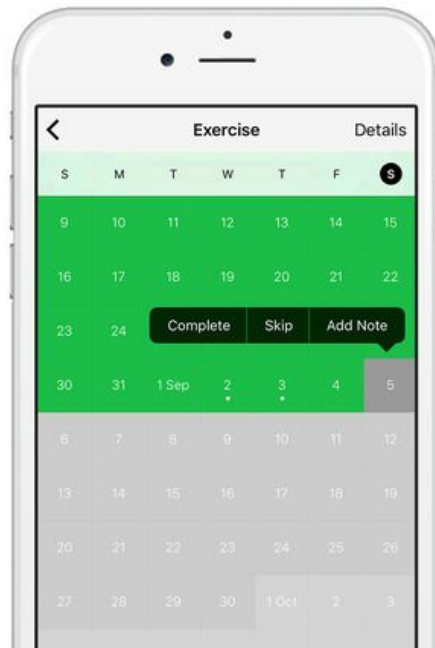 Exercise Details
S M T W T F S
9 10 11 12 13 14 15
16 17 18 19 20 21 22
23 24 Complete Skip Add Note
30 31 1 Sep 2 3 4 5
6 7 8 9 10 11 12
13 14 15 16 17 18 19
20 21 22 23 24 25 26
27 28 29 30 1 Oct 2 3